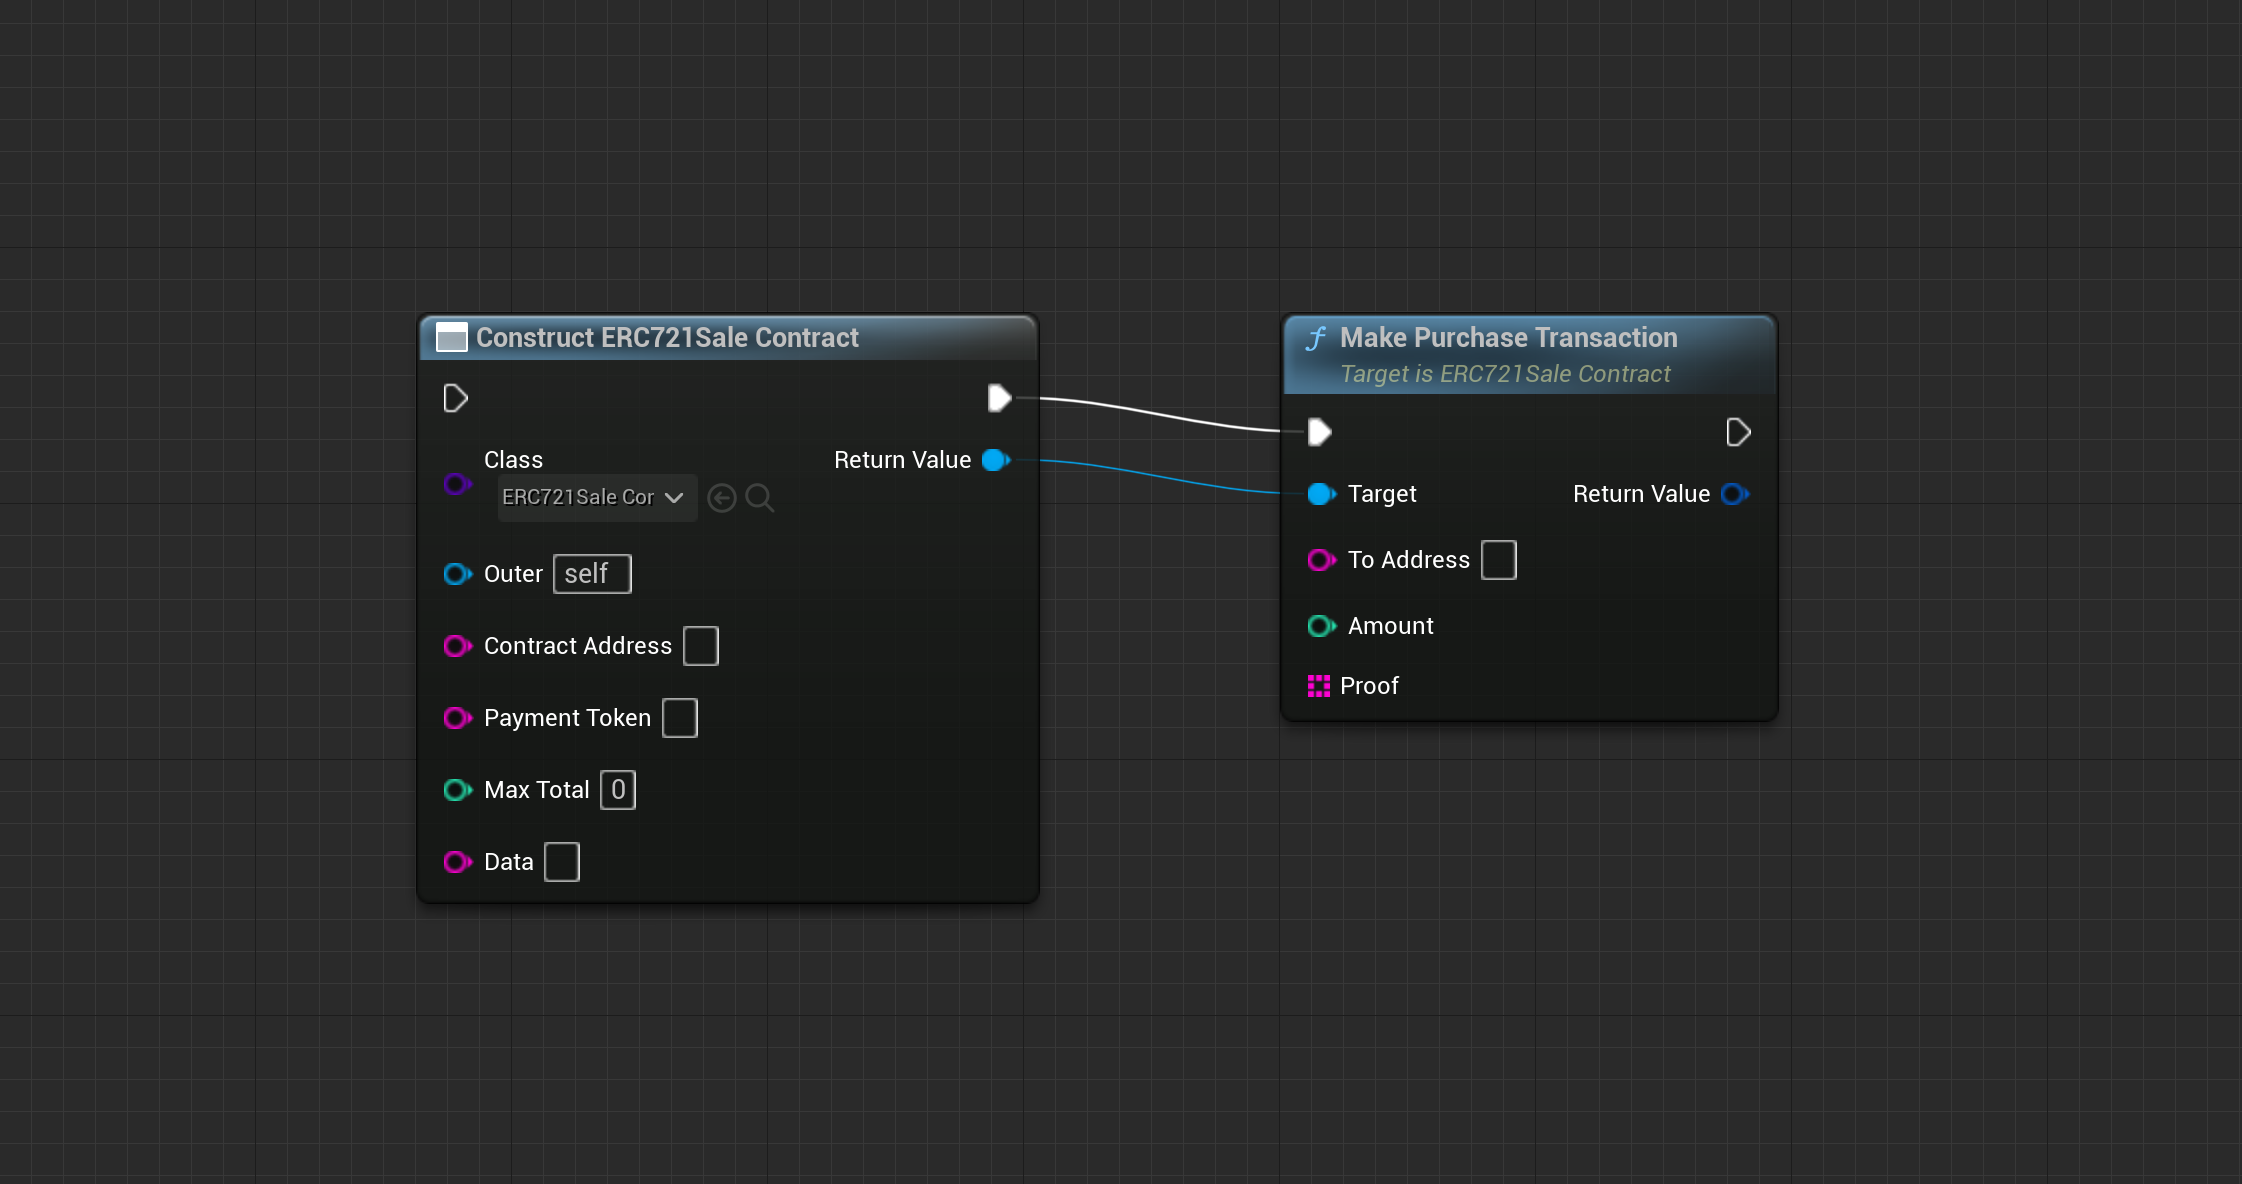 Construct ERC721Sale Contract
Class
Return Value
ERC721Sale Cor
Outer self
Contract Address
Payment Token
Max Total 0
Data
f Make Purchase Transaction
Target is ERC721Sale Contract
Target
Return Value
To Address
Amount
Proof